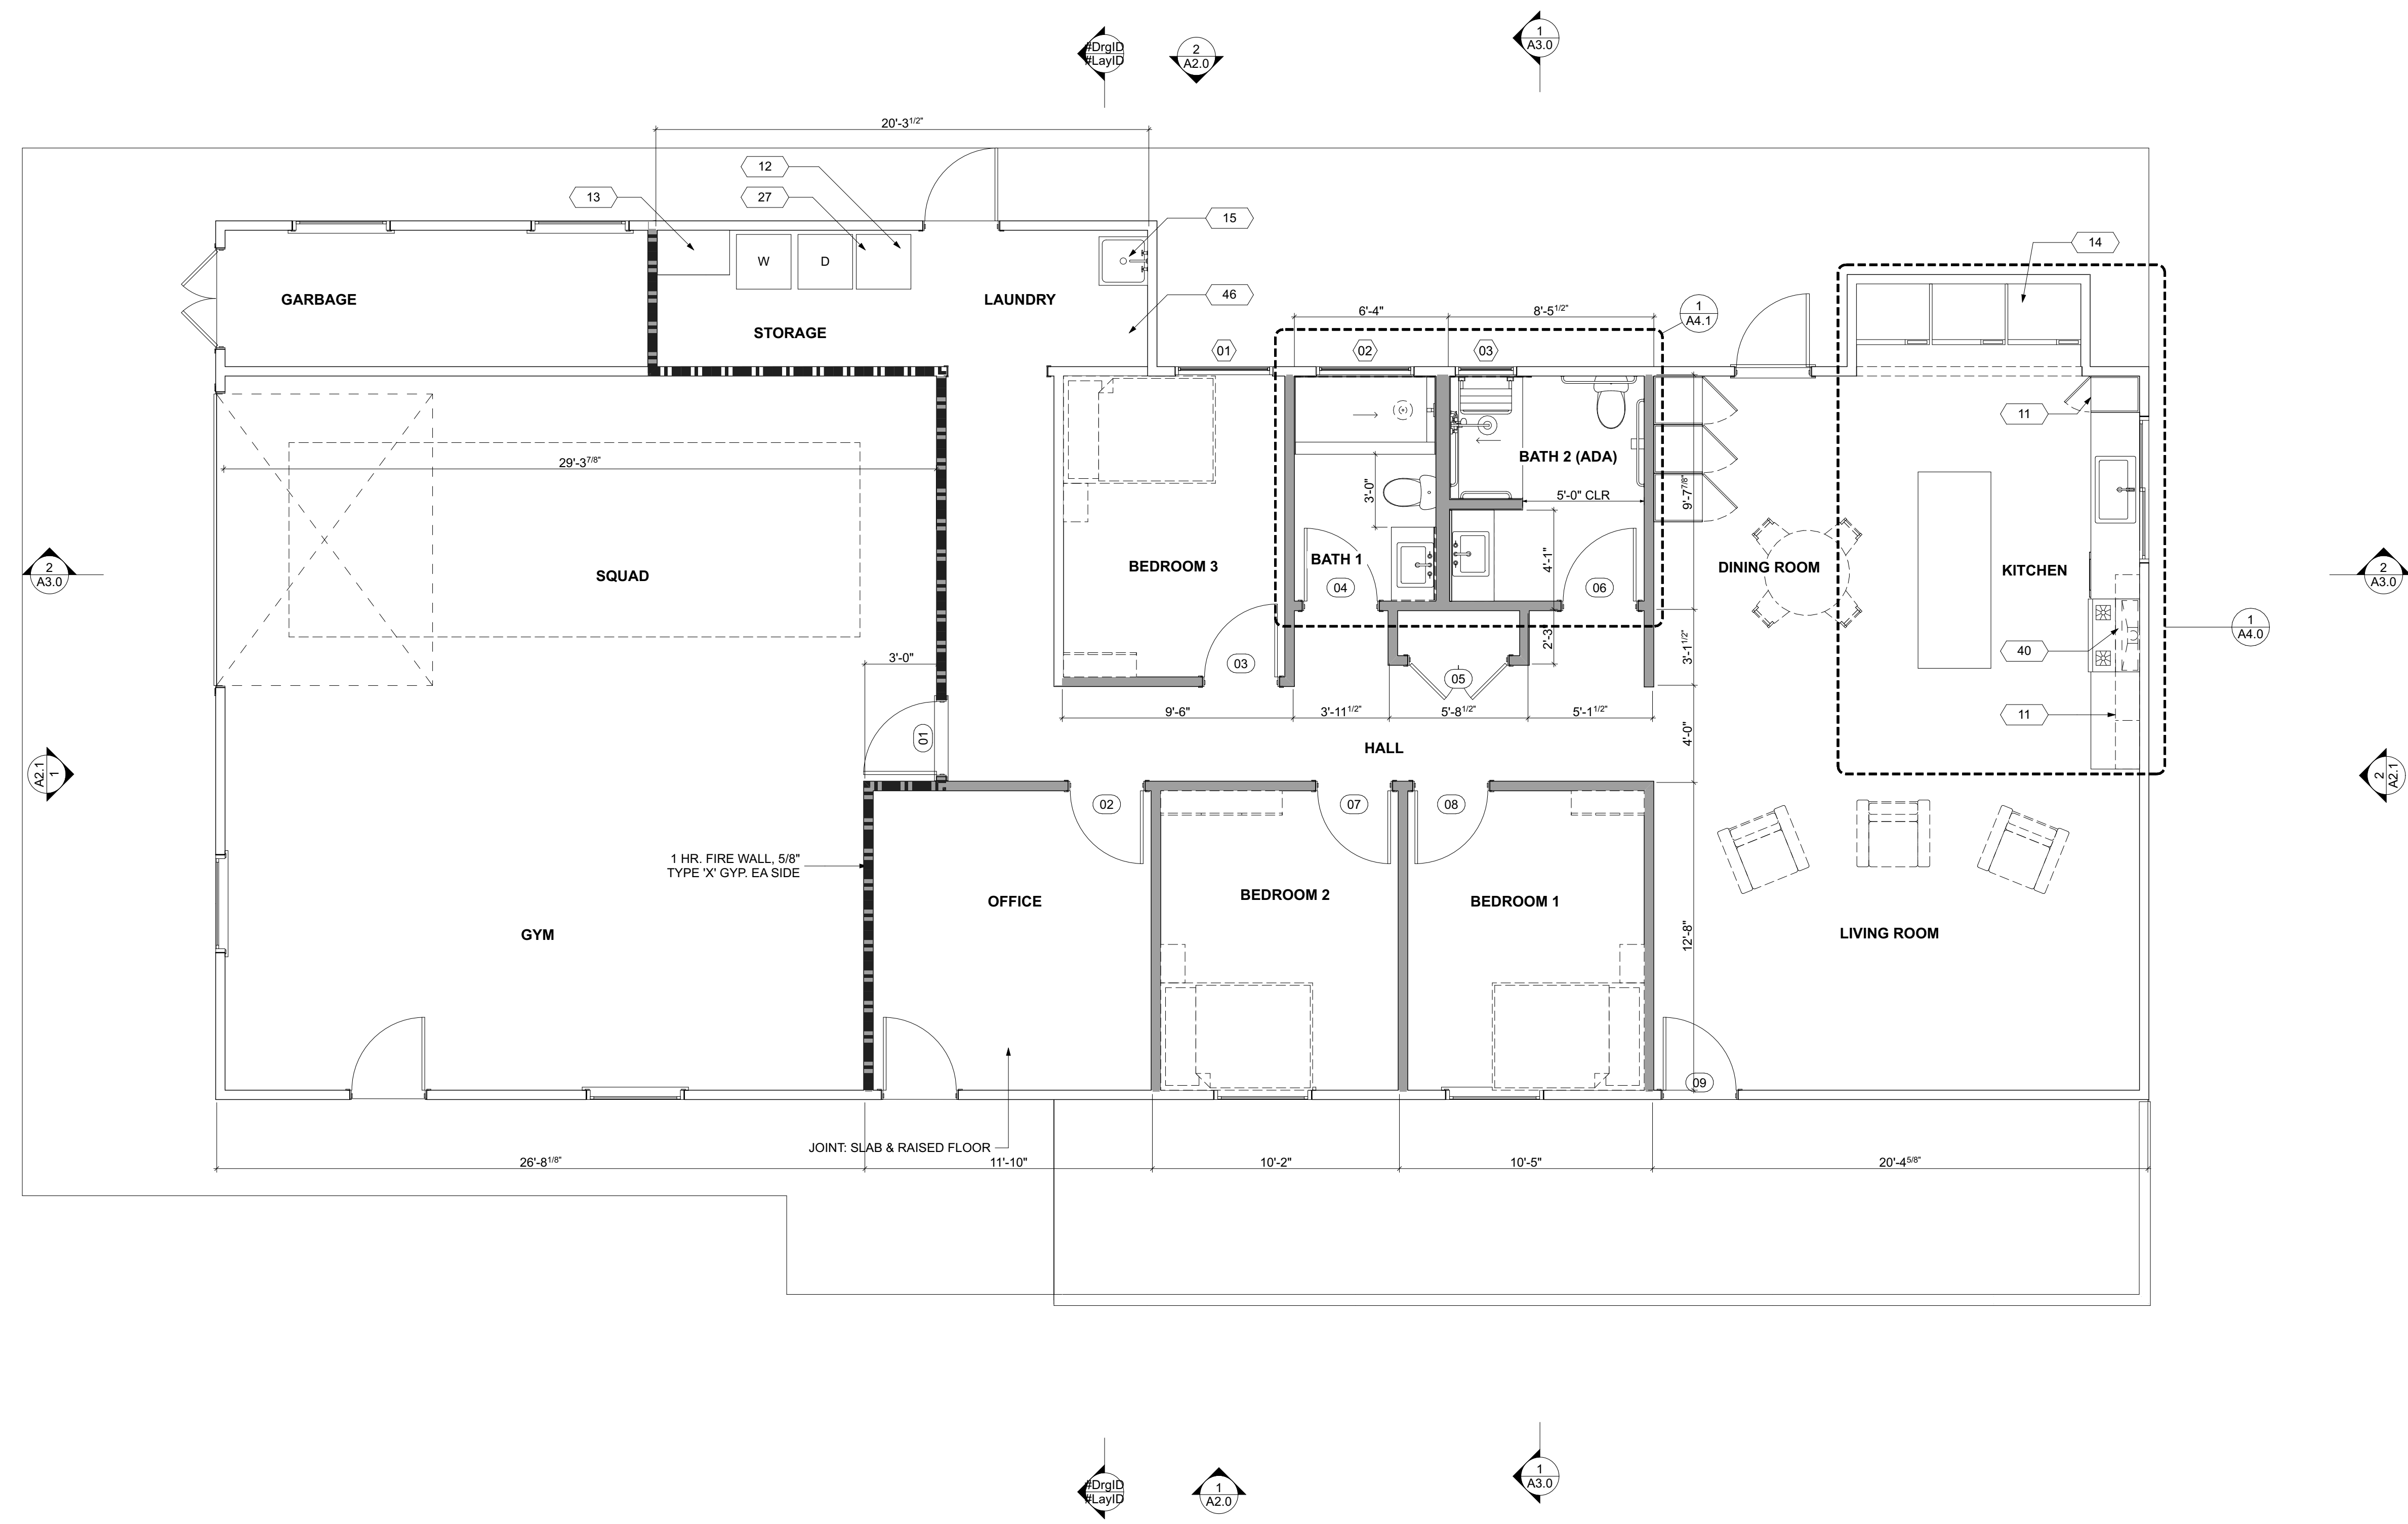 1
A3.0
#DrgID
#LayID
2
A2.0
20'-3 1/2"
12
13
27
15
14
GARBAGE
LAUNDRY
46
STORAGE
1
A4.1
6'-4"
8'-5 1/2"
01
02
03
11
BATH 2 (ADA)
29'-3 7/8"
3'-0"
5'-0" CLR
9'-7 7/8"
BATH 1
4'-1"
BEDROOM 3
DINING ROOM
KITCHEN
SQUAD
2
A3.0
2
A3.0
04
06
1
A4.0
2'-3"
3'-1 1/2"
40
3'-0"
03
05
9'-6"
3'-11 1/2"
5'-8 1/2"
5'-1 1/2"
11
01
4'-0"
HALL
A2.1
1
2
A2.1
02
07
08
1 HR. FIRE WALL, 5/8"
TYPE 'X' GYP. EA SIDE
OFFICE
BEDROOM 2
BEDROOM 1
GYM
12'-8"
LIVING ROOM
09
JOINT: SLAB & RAISED FLOOR
26'-8 1/8"
11'-10"
10'-2"
10'-5"
20'-4 5/8"
W
D
#DrgID
#LayID
1
A2.0
1
A3.0